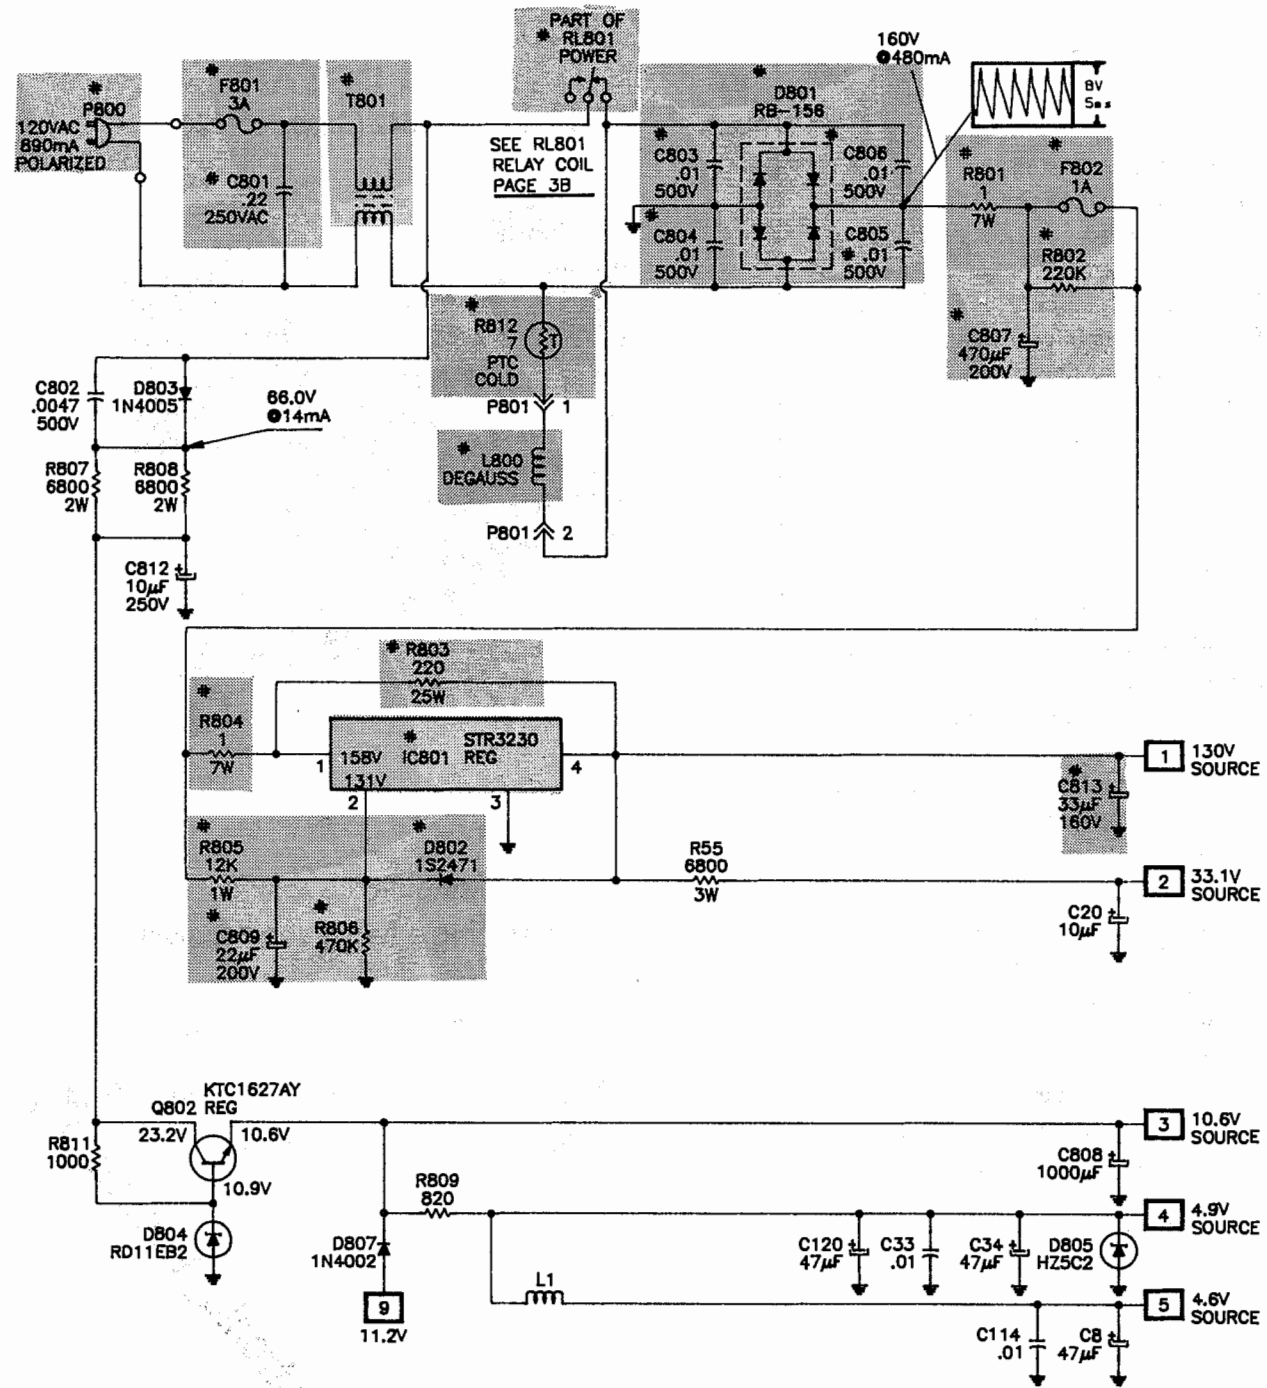 PART OF
* RL801
POWER
160V
@480mA
8V
5ms
*
P800
120VAC
890mA
POLARIZED
*
F801
3A
*
T801
* C801
.22
250VAC
SEE RL801
RELAY COIL
PAGE 3B
*
D801
RB-156
*
C803
.01
500V
C806
.01
500V
*
C804
.01
500V
C805
* .01
500V
*
R801
1
7W
*
F802
1A
*
R802
220K
*
C807
470µF
200V
*
R812
7
PTC
COLD
T
P801 1
*
L800
DEGAUSS
P801 2
C802
.0047
500V
D803
1N4005
66.0V
@14mA
R807
6800
2W
R808
6800
2W
C812
10µF
250V
* R803
220
25W
*
R804
1
7W
*
IC801
STR3230
REG
158V
131V
1
2
3
4
1
130V
SOURCE
*
C813
33µF
160V
*
R805
12K
1W
*
D802
1S2471
R55
6800
3W
2
33.1V
SOURCE
*
C809
22µF
200V
*
R806
470K
C20
10µF
KTC1627AY
REG
Q802
23.2V
10.6V
10.9V
R811
1000
D804
RD11EB2
3
10.6V
SOURCE
C808
1000µF
R809
820
4
4.9V
SOURCE
D807
1N4002
C120
47µF
C33
.01
C34
47µF
D805
HZ5C2
9
11.2V
L1
5
4.6V
SOURCE
C114
.01
C8
47µF